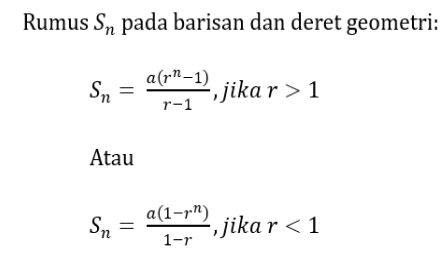 Rumus Sₙ pada barisan dan deret geometri:
Sₙ = a(rⁿ−1)/r−1 , jika r > 1
Atau
Sₙ = a(1−rⁿ)/1−r , jika r < 1